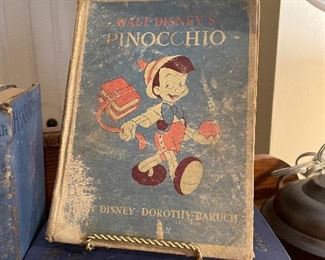 WALT DISNEY'S
PINOCCHIO
DISNEY · DOROTHY BARUCH